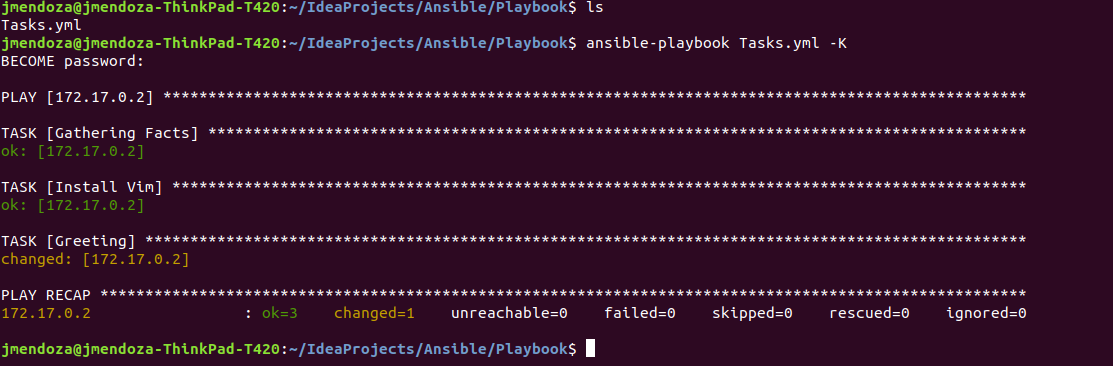 jmendoza@jmendoza-ThinkPad-T420:~/IdeaProjects/Ansible/Playbook$ ls
Tasks.yml
jmendoza@jmendoza-ThinkPad-T420:~/IdeaProjects/Ansible/Playbook$ ansible-playbook Tasks.yml -K
BECOME password:
PLAY [172.17.0.2] ************************************************************************************************
TASK [Gathering Facts] *******************************************************************************************
ok: [172.17.0.2]
TASK [Install Vim] ***********************************************************************************************
ok: [172.17.0.2]
TASK [Greeting] **************************************************************************************************
changed: [172.17.0.2]
PLAY RECAP *******************************************************************************************************
172.17.0.2                 : ok=3    changed=1    unreachable=0    failed=0    skipped=0    rescued=0    ignored=0
jmendoza@jmendoza-ThinkPad-T420:~/IdeaProjects/Ansible/Playbook$